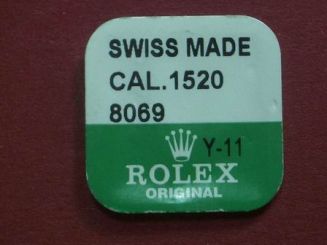 SWISS MADE
CAL.1520
8069
Y-11
ROLEX
ORIGINAL